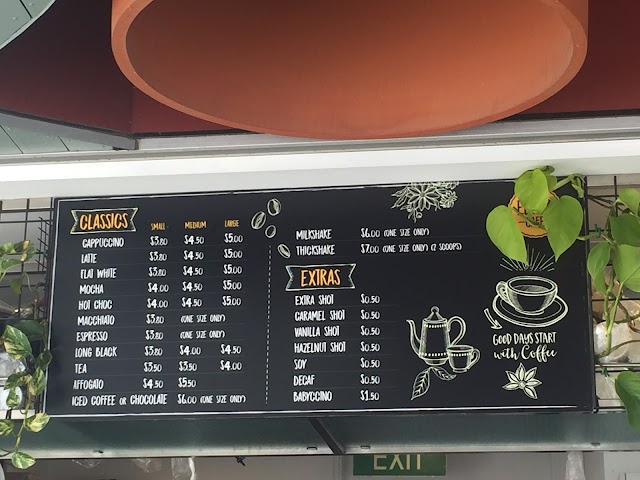 CLASSICS SMALL MEDIUM LARGE
CAPPUCCINO $3.80 $4.50 $5.00
LATTE $3.80 $4.50 $5.00
FLAT WHITE $3.80 $4.50 $5.00
MOCHA $4.00 $4.50 $5.00
HOT CHOC $4.00 $4.50 $5.00
MACCHIATO $3.80 (ONE SIZE ONLY)
ESPRESSO $3.80 (ONE SIZE ONLY)
LONG BLACK $3.80 $4.00 $4.50
TEA $3.50 $3.50 $4.00
AFFOGATO $4.50 $5.50
ICED COFFEE OR CHOCOLATE $6.00 (ONE SIZE ONLY)
MILKSHAKE $6.00 (ONE SIZE ONLY)
THICKSHAKE $7.00 (ONE SIZE ONLY) (2 SCOOPS)
EXTRAS
EXTRA SHOT $0.50
CARAMEL SHOT $0.50
VANILLA SHOT $0.50
HAZELNUT SHOT $0.50
SOY $0.50
DECAF $0.50
BABYCCINO $1.50
GOOD DAYS START
with Coffee
EXIT